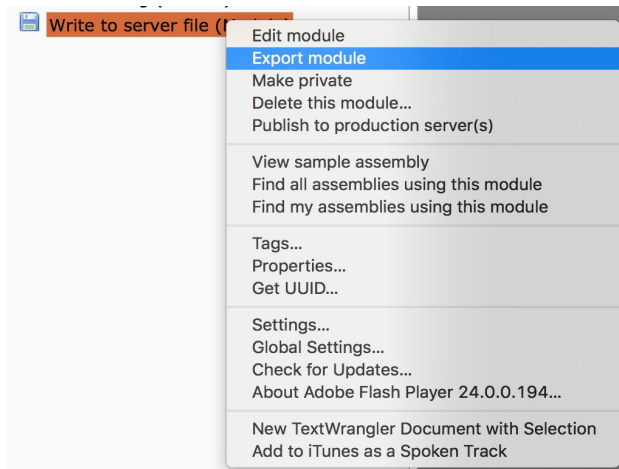 Write to server file (
Edit module
Export module
Make private
Delete this module...
Publish to production server(s)
View sample assembly
Find all assemblies using this module
Find my assemblies using this module
Tags...
Properties...
Get UUID...
Settings...
Global Settings...
Check for Updates...
About Adobe Flash Player 24.0.0.194...
New TextWrangler Document with Selection
Add to iTunes as a Spoken Track